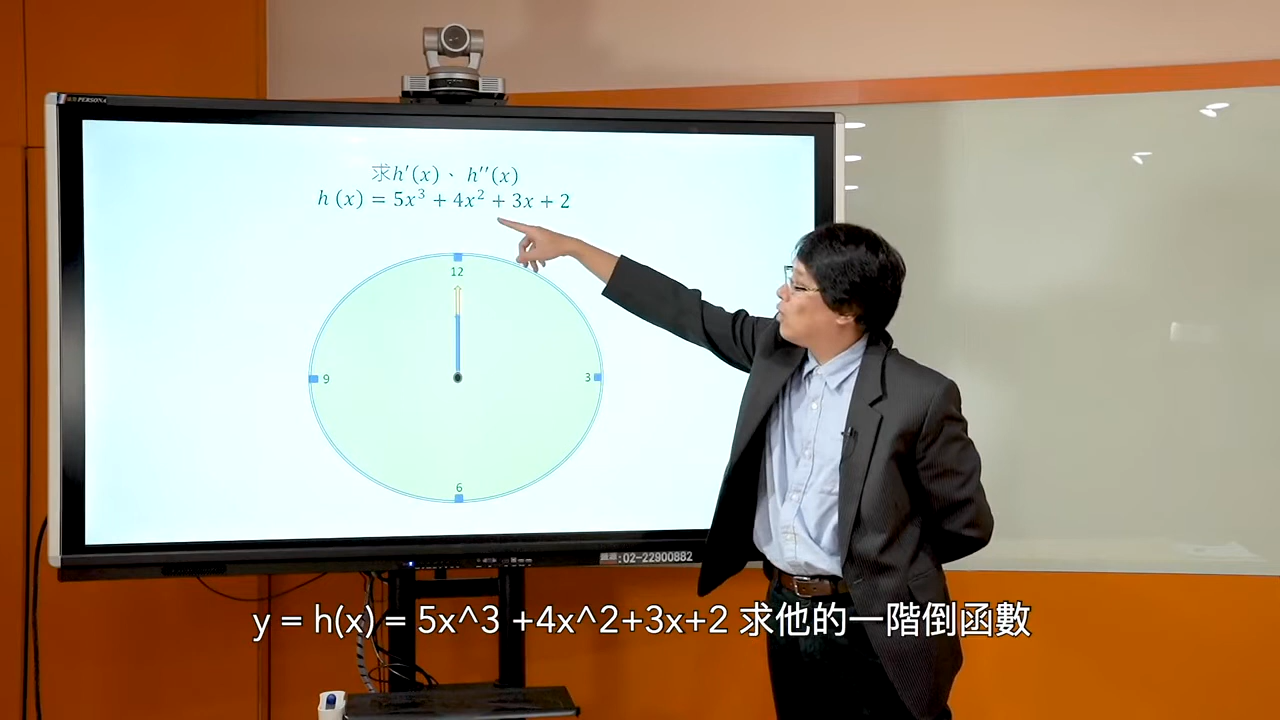 PERSONA
求h′(x)、h′′(x)
h (x) = 5x³ + 4x² + 3x + 2
12
9
3
6
:02-22900882
y = h(x) = 5x^3 +4x^2+3x+2 求他的一階倒函數